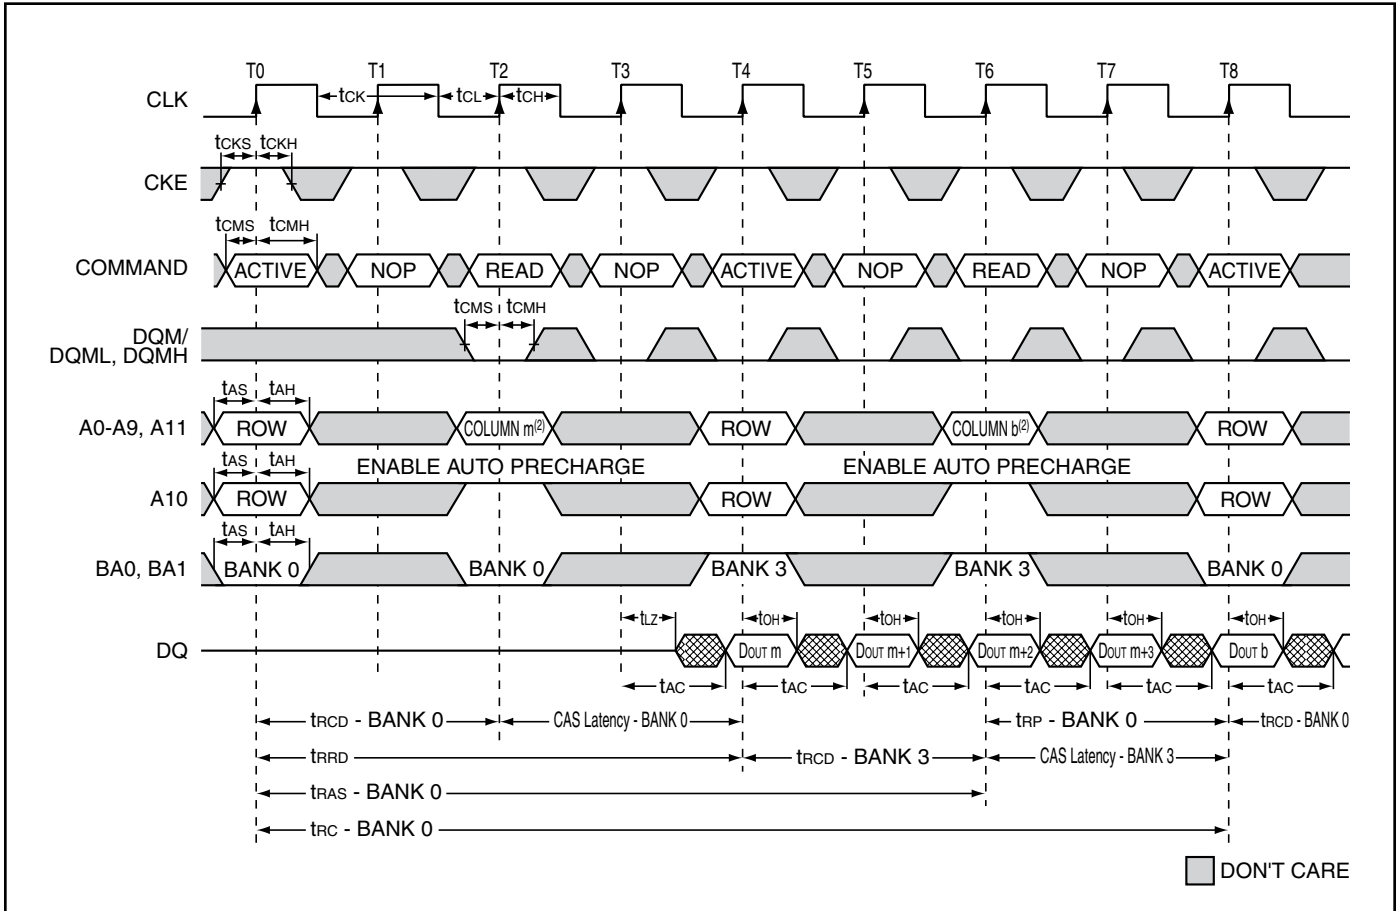 T0 T1 T2 T3 T4 T5 T6 T7 T8
CLK tCK tCL tCH
tCKS tCKH
CKE
tCMS tCMH
COMMAND ACTIVE NOP READ NOP ACTIVE NOP READ NOP ACTIVE
tCMS tCMH
DQM/
DQML, DQMH
tAS tAH
A0-A9, A11 ROW COLUMN m(2) ROW COLUMN b(2) ROW
tAS tAH ENABLE AUTO PRECHARGE ENABLE AUTO PRECHARGE
A10 ROW ROW ROW
tAS tAH
BA0, BA1 BANK 0 BANK 0 BANK 3 BANK 3 BANK 0
tLZ tOH tOH tOH tOH tOH
DQ DOUT m DOUT m+1 DOUT m+2 DOUT m+3 DOUT b
tAC tAC tAC tAC tAC tAC
tRCD - BANK 0 CAS Latency - BANK 0 tRP - BANK 0 tRCD - BANK 0
tRRD tRCD - BANK 3 CAS Latency - BANK 3
tRAS - BANK 0
tRC - BANK 0
DON'T CARE